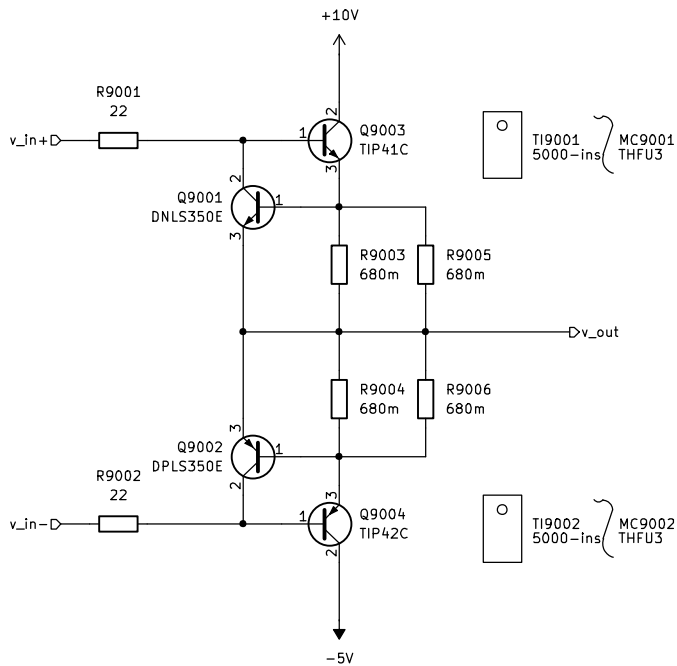 +10V
R9001
22
v_in+
1
2
3
Q9003
TIP41C
TI9001
5000-ins
MC9001
THFU3
Q9001
DNLS350E
2
1
3
R9003
680m
R9005
680m
v_out
R9004
680m
R9006
680m
Q9002
DPLS350E
3
1
2
R9002
22
v_in-
1
3
2
Q9004
TIP42C
TI9002
5000-ins
MC9002
THFU3
-5V